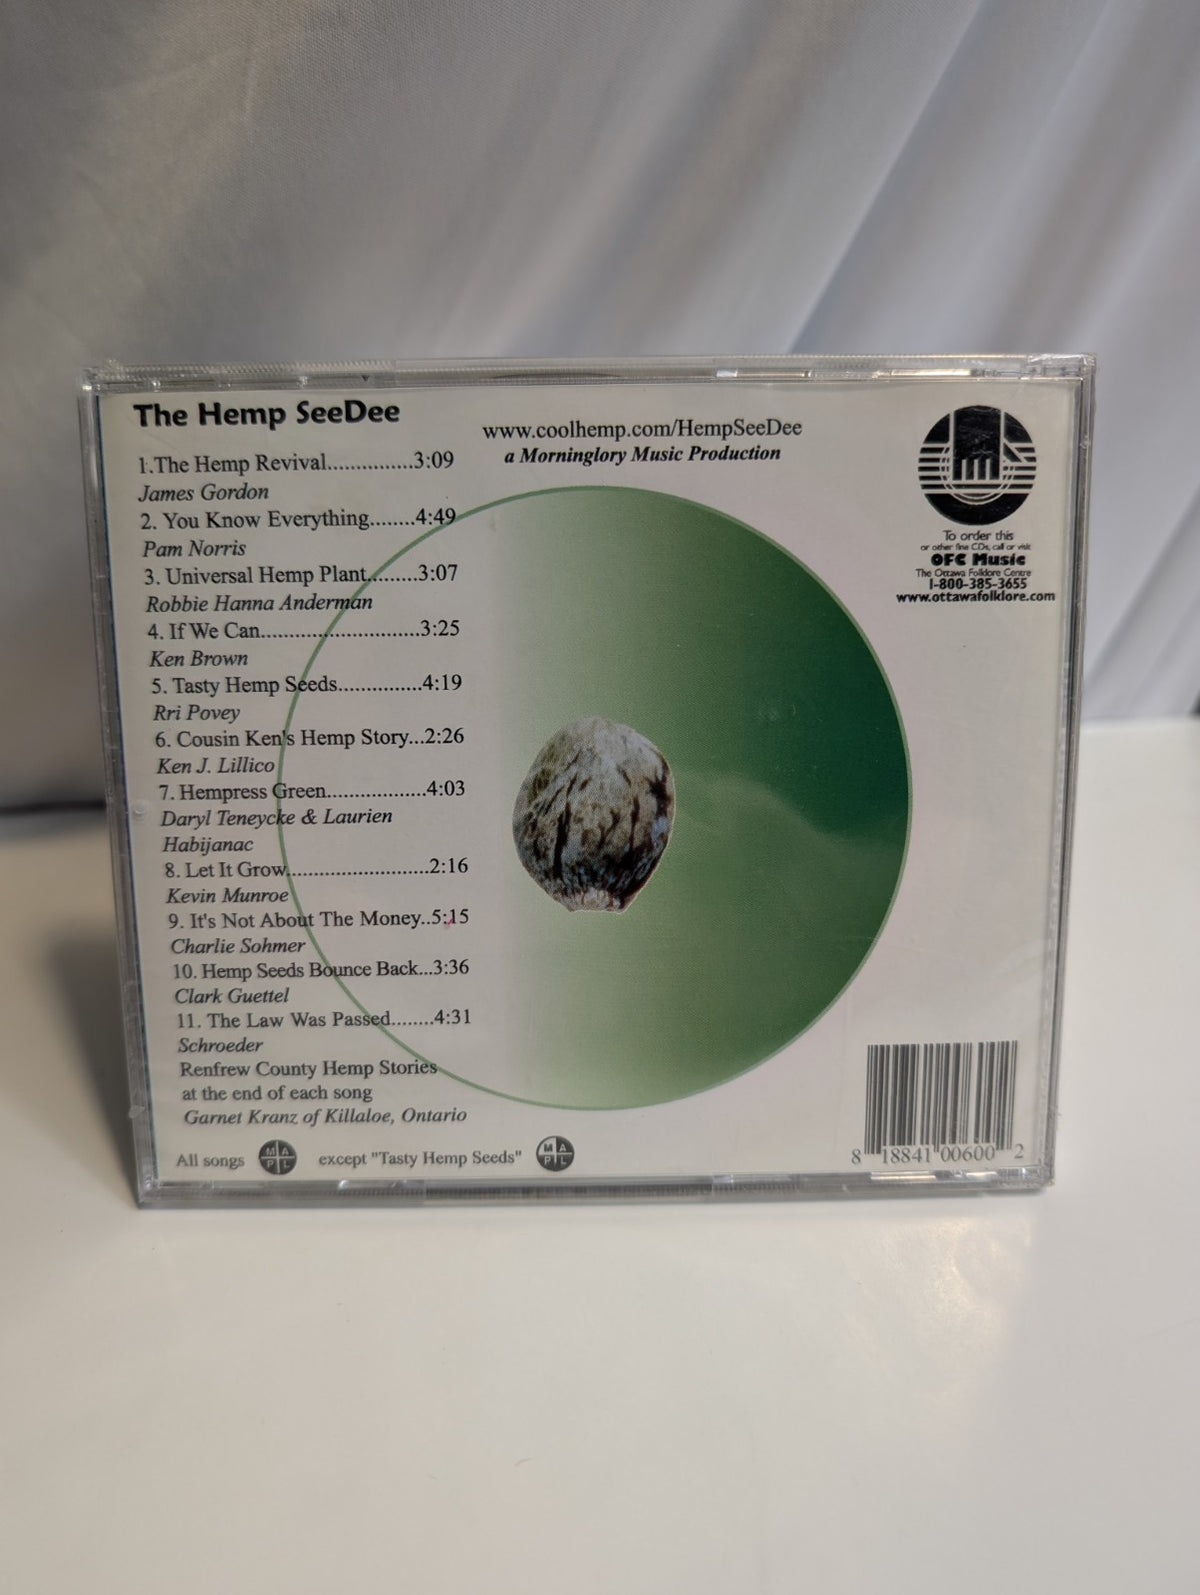 The Hemp SeeDee
1.The Hemp Revival...............3:09
James Gordon
2. You Know Everything........4:49
Pam Norris
3. Universal Hemp Plant.........3:07
Robbie Hanna Anderman
4. If We Can............................3:25
Ken Brown
5. Tasty Hemp Seeds...............4:19
Rri Povey
6. Cousin Ken's Hemp Story...2:26
Ken J. Lillico
7. Hempress Green..................4:03
Daryl Teneycke & Laurien
Habijanac
8. Let It Grow.........................2:16
Kevin Munroe
9. It's Not About The Money..5:15
Charlie Sohmer
10. Hemp Seeds Bounce Back...3:36
Clark Guettel
11. The Law Was Passed........4:31
Schroeder
Renfrew County Hemp Stories
at the end of each song
Garnet Kranz of Killaloe, Ontario
All songs MAPL except "Tasty Hemp Seeds" MAPL
www.coolhemp.com/HempSeeDee
a Morninglory Music Production
To order this
or other fine CDs, call or visit
OFC Music
The Ottawa Folklore Centre
1-800-385-3655
www.ottawafolklore.com
8 18841 00600 2